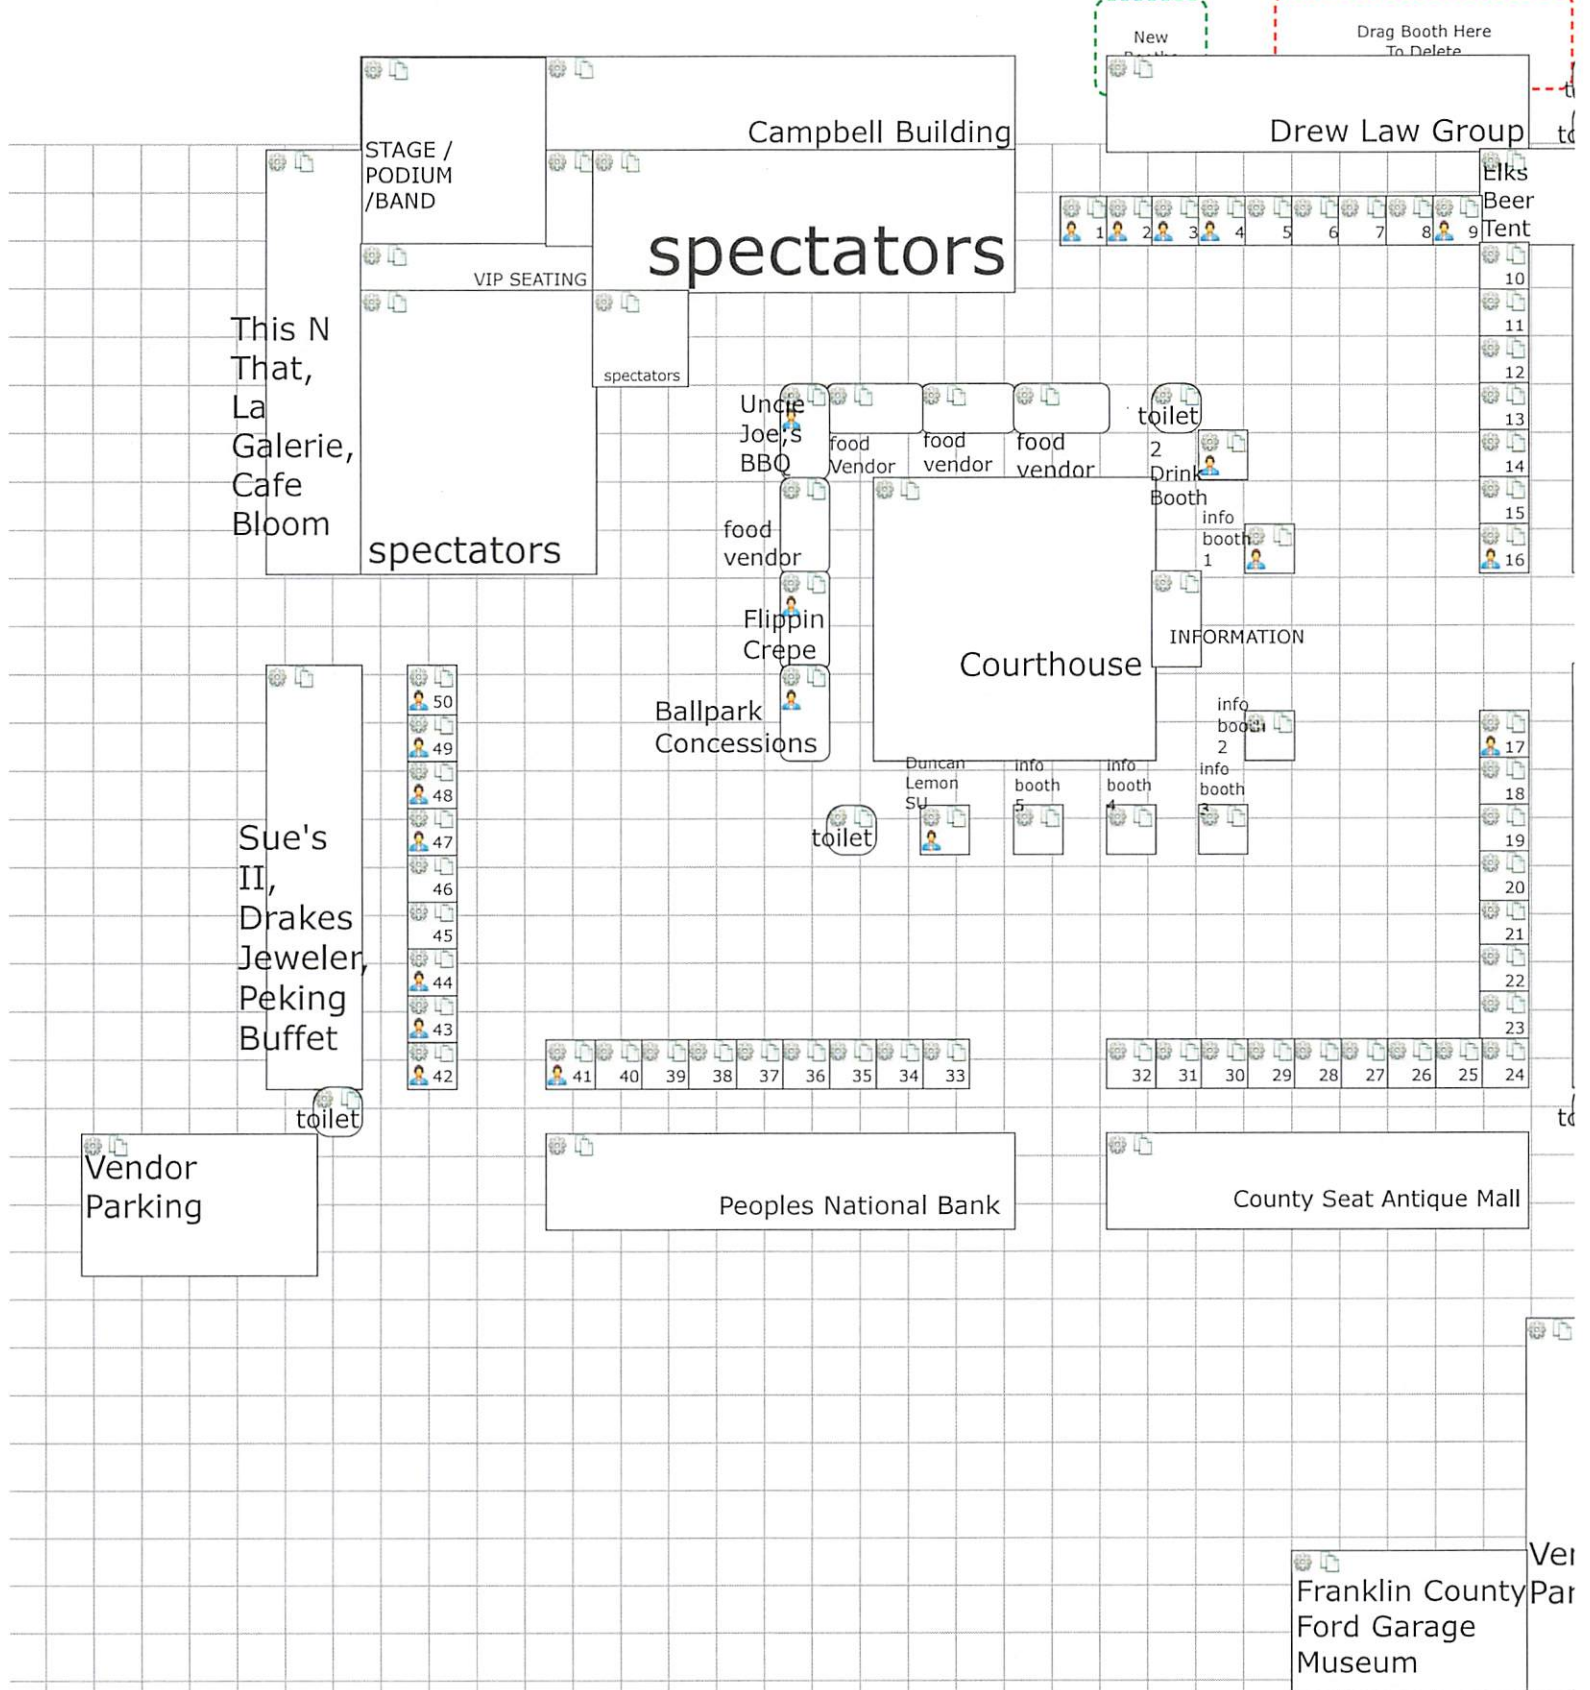 New
Booths
Drag Booth Here
To Delete
STAGE /
PODIUM
/BAND
Campbell Building
Drew Law Group
Elks
Beer
Tent
spectators
VIP SEATING
1 2 3 4 5 6 7 8 9
10
11
12
13
14
15
16
This N
That,
La
Galerie,
Cafe
Bloom
spectators
spectators
Uncle
Joe;s
BBQ
food
Vendor
food
vendor
food
vendor
toilet
2
Drink
Booth
info
booth
1
food
vendor
Flippin
Crepe
Ballpark
Concessions
Courthouse
INFORMATION
info
booth
2
Duncan
Lemon
SU
info
booth
5
info
booth
4
info
booth
3
toilet
17
18
19
20
21
22
23
50
49
48
47
46
45
44
43
42
Sue's
II,
Drakes
Jeweler,
Peking
Buffet
toilet
41 40 39 38 37 36 35 34 33
32 31 30 29 28 27 26 25 24
Vendor
Parking
Peoples National Bank
County Seat Antique Mall
Franklin County
Ford Garage
Museum